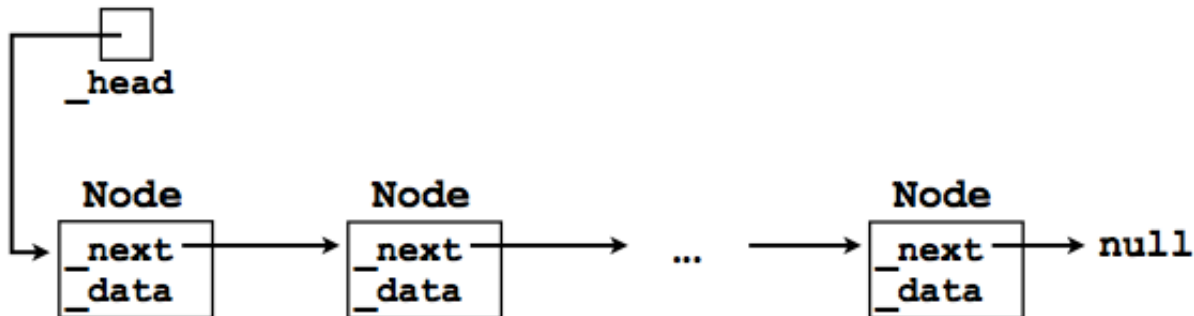 _head
Node Node Node
_next _next ... _next null
_data _data _data